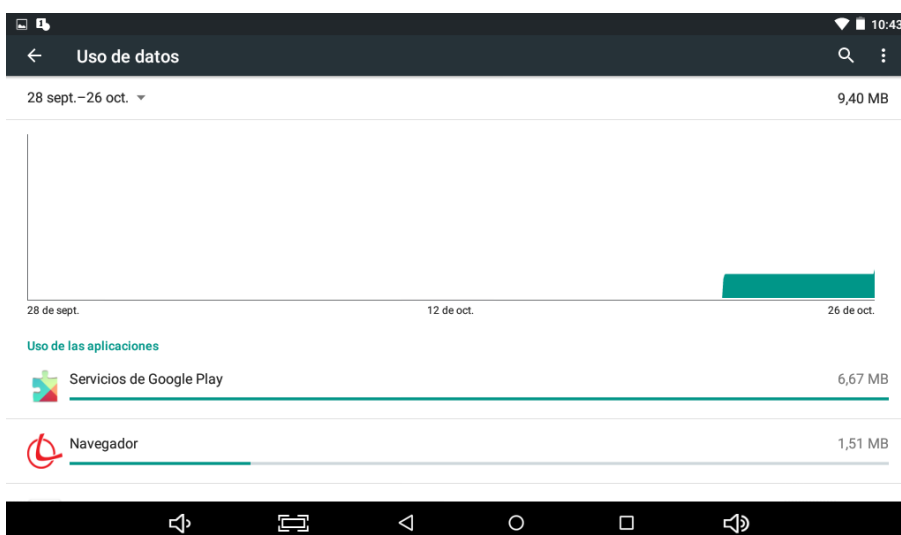 10:43
Uso de datos
28 sept.–26 oct.
9,40 MB
28 de sept.
12 de oct.
26 de oct.
Uso de las aplicaciones
Servicios de Google Play
6,67 MB
Navegador
1,51 MB